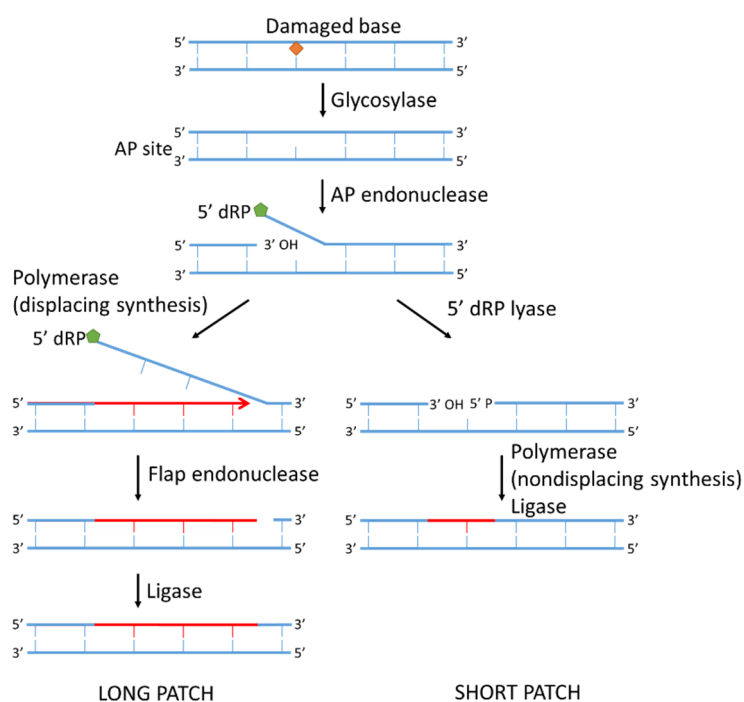 Damaged base
5’ 3’
3’ 5’
Glycosylase
5’ 3’
AP site 3’ 5’
AP endonuclease
5’ dRP
5’ 3’ OH 3’
3’ 5’
Polymerase
(displacing synthesis)
5’ dRP lyase
5’ dRP
5’ 3’
3’ 5’
5’ 3’ OH 5’ P 3’
3’ 5’
Flap endonuclease
Polymerase
(nondisplacing synthesis)
Ligase
5’ 3’
3’ 5’
5’ 3’
3’ 5’
Ligase
5’ 3’
3’ 5’
LONG PATCH
SHORT PATCH